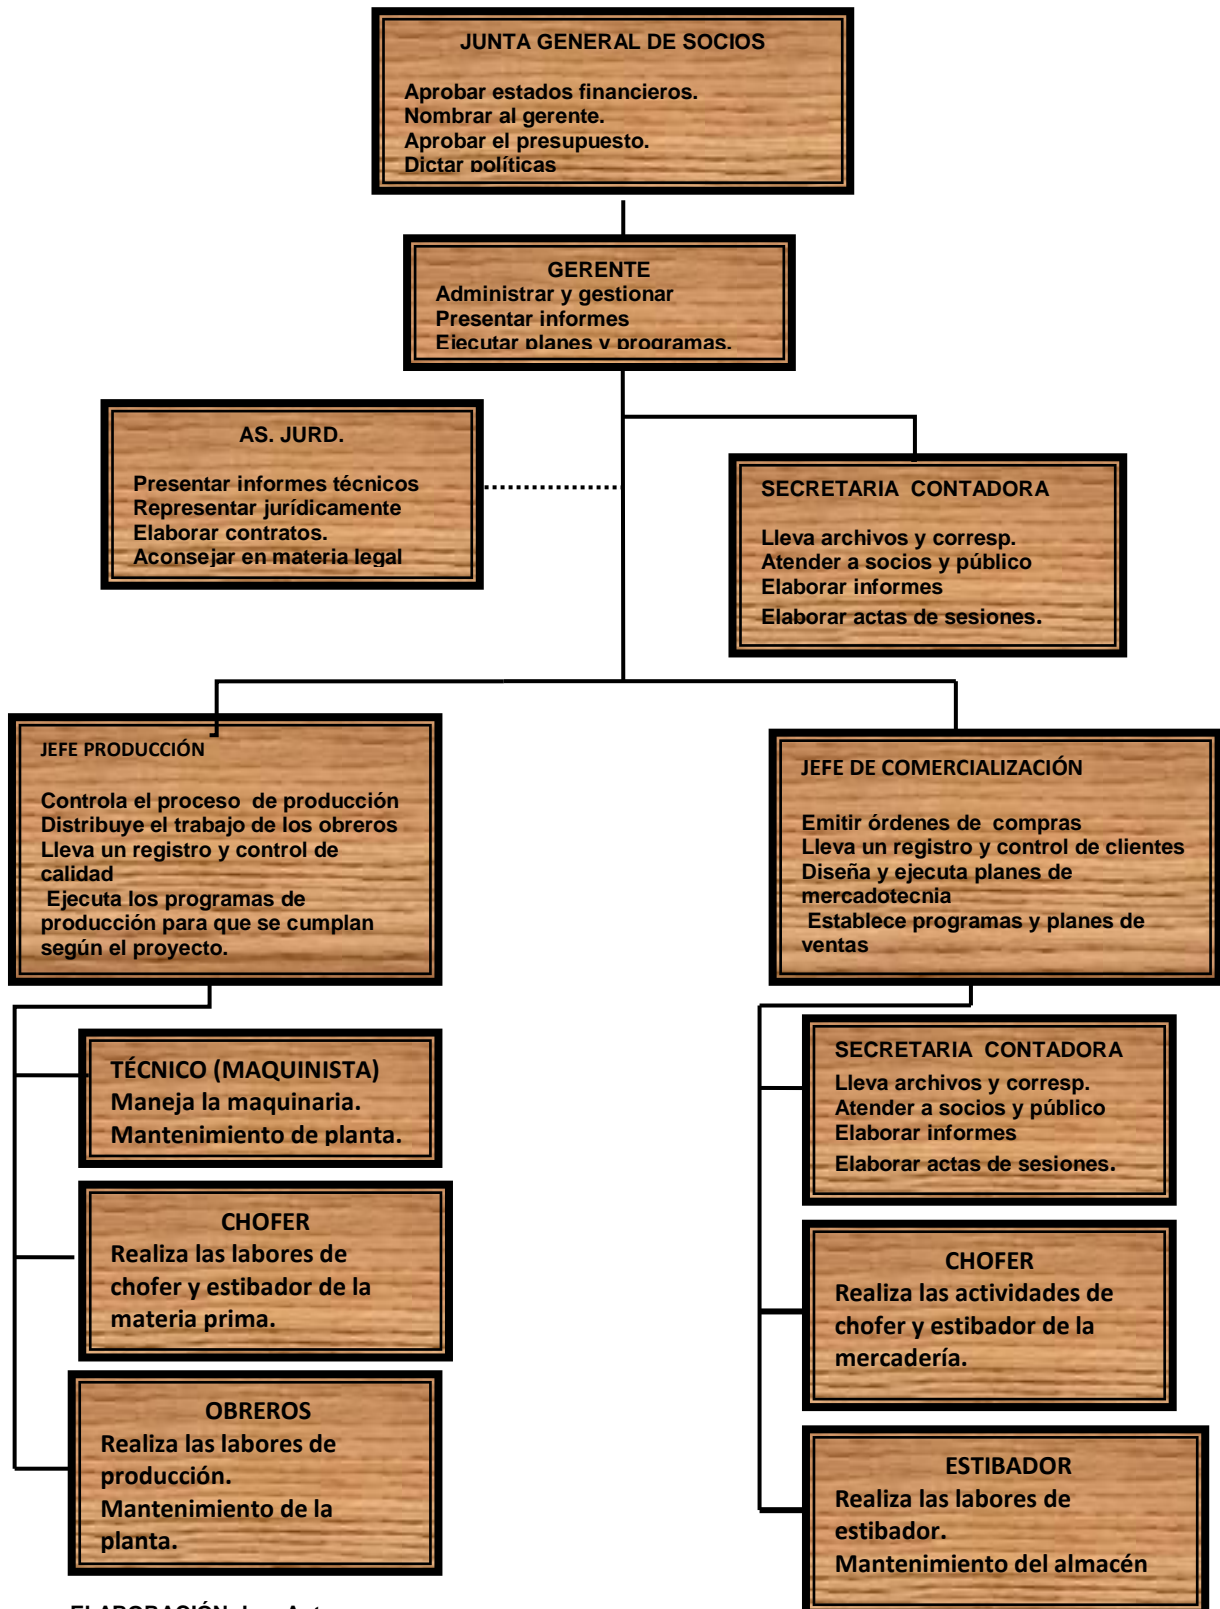 JUNTA GENERAL DE SOCIOS
Aprobar estados financieros.
Nombrar al gerente.
Aprobar el presupuesto.
Dictar políticas
GERENTE
Administrar y gestionar
Presentar informes
Ejecutar planes y programas.
AS. JURD.
Presentar informes técnicos
Representar jurídicamente
Elaborar contratos.
Aconsejar en materia legal
SECRETARIA CONTADORA
Lleva archivos y corresp.
Atender a socios y público
Elaborar informes
Elaborar actas de sesiones.
JEFE PRODUCCIÓN
Controla el proceso de producción
Distribuye el trabajo de los obreros
Lleva un registro y control de
calidad
Ejecuta los programas de
producción para que se cumplan
según el proyecto.
JEFE DE COMERCIALIZACIÓN
Emitir órdenes de compras
Lleva un registro y control de clientes
Diseña y ejecuta planes de
mercadotecnia
Establece programas y planes de
ventas
TÉCNICO (MAQUINISTA)
Maneja la maquinaria.
Mantenimiento de planta.
CHOFER
Realiza las labores de
chofer y estibador de la
materia prima.
OBREROS
Realiza las labores de
producción.
Mantenimiento de la
planta.
SECRETARIA CONTADORA
Lleva archivos y corresp.
Atender a socios y público
Elaborar informes
Elaborar actas de sesiones.
CHOFER
Realiza las actividades de
chofer y estibador de la
mercadería.
ESTIBADOR
Realiza las labores de
estibador.
Mantenimiento del almacén
ELABORACIÓN